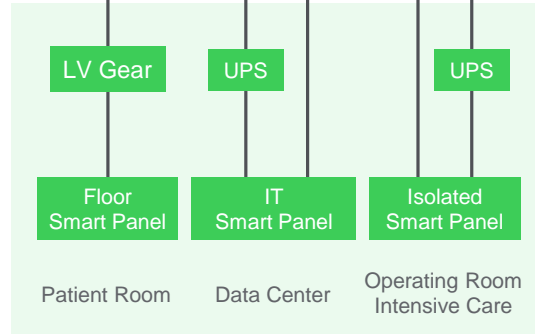 LV Gear
UPS
UPS
Floor
Smart Panel
IT
Smart Panel
Isolated
Smart Panel
Patient Room
Data Center
Operating Room
Intensive Care